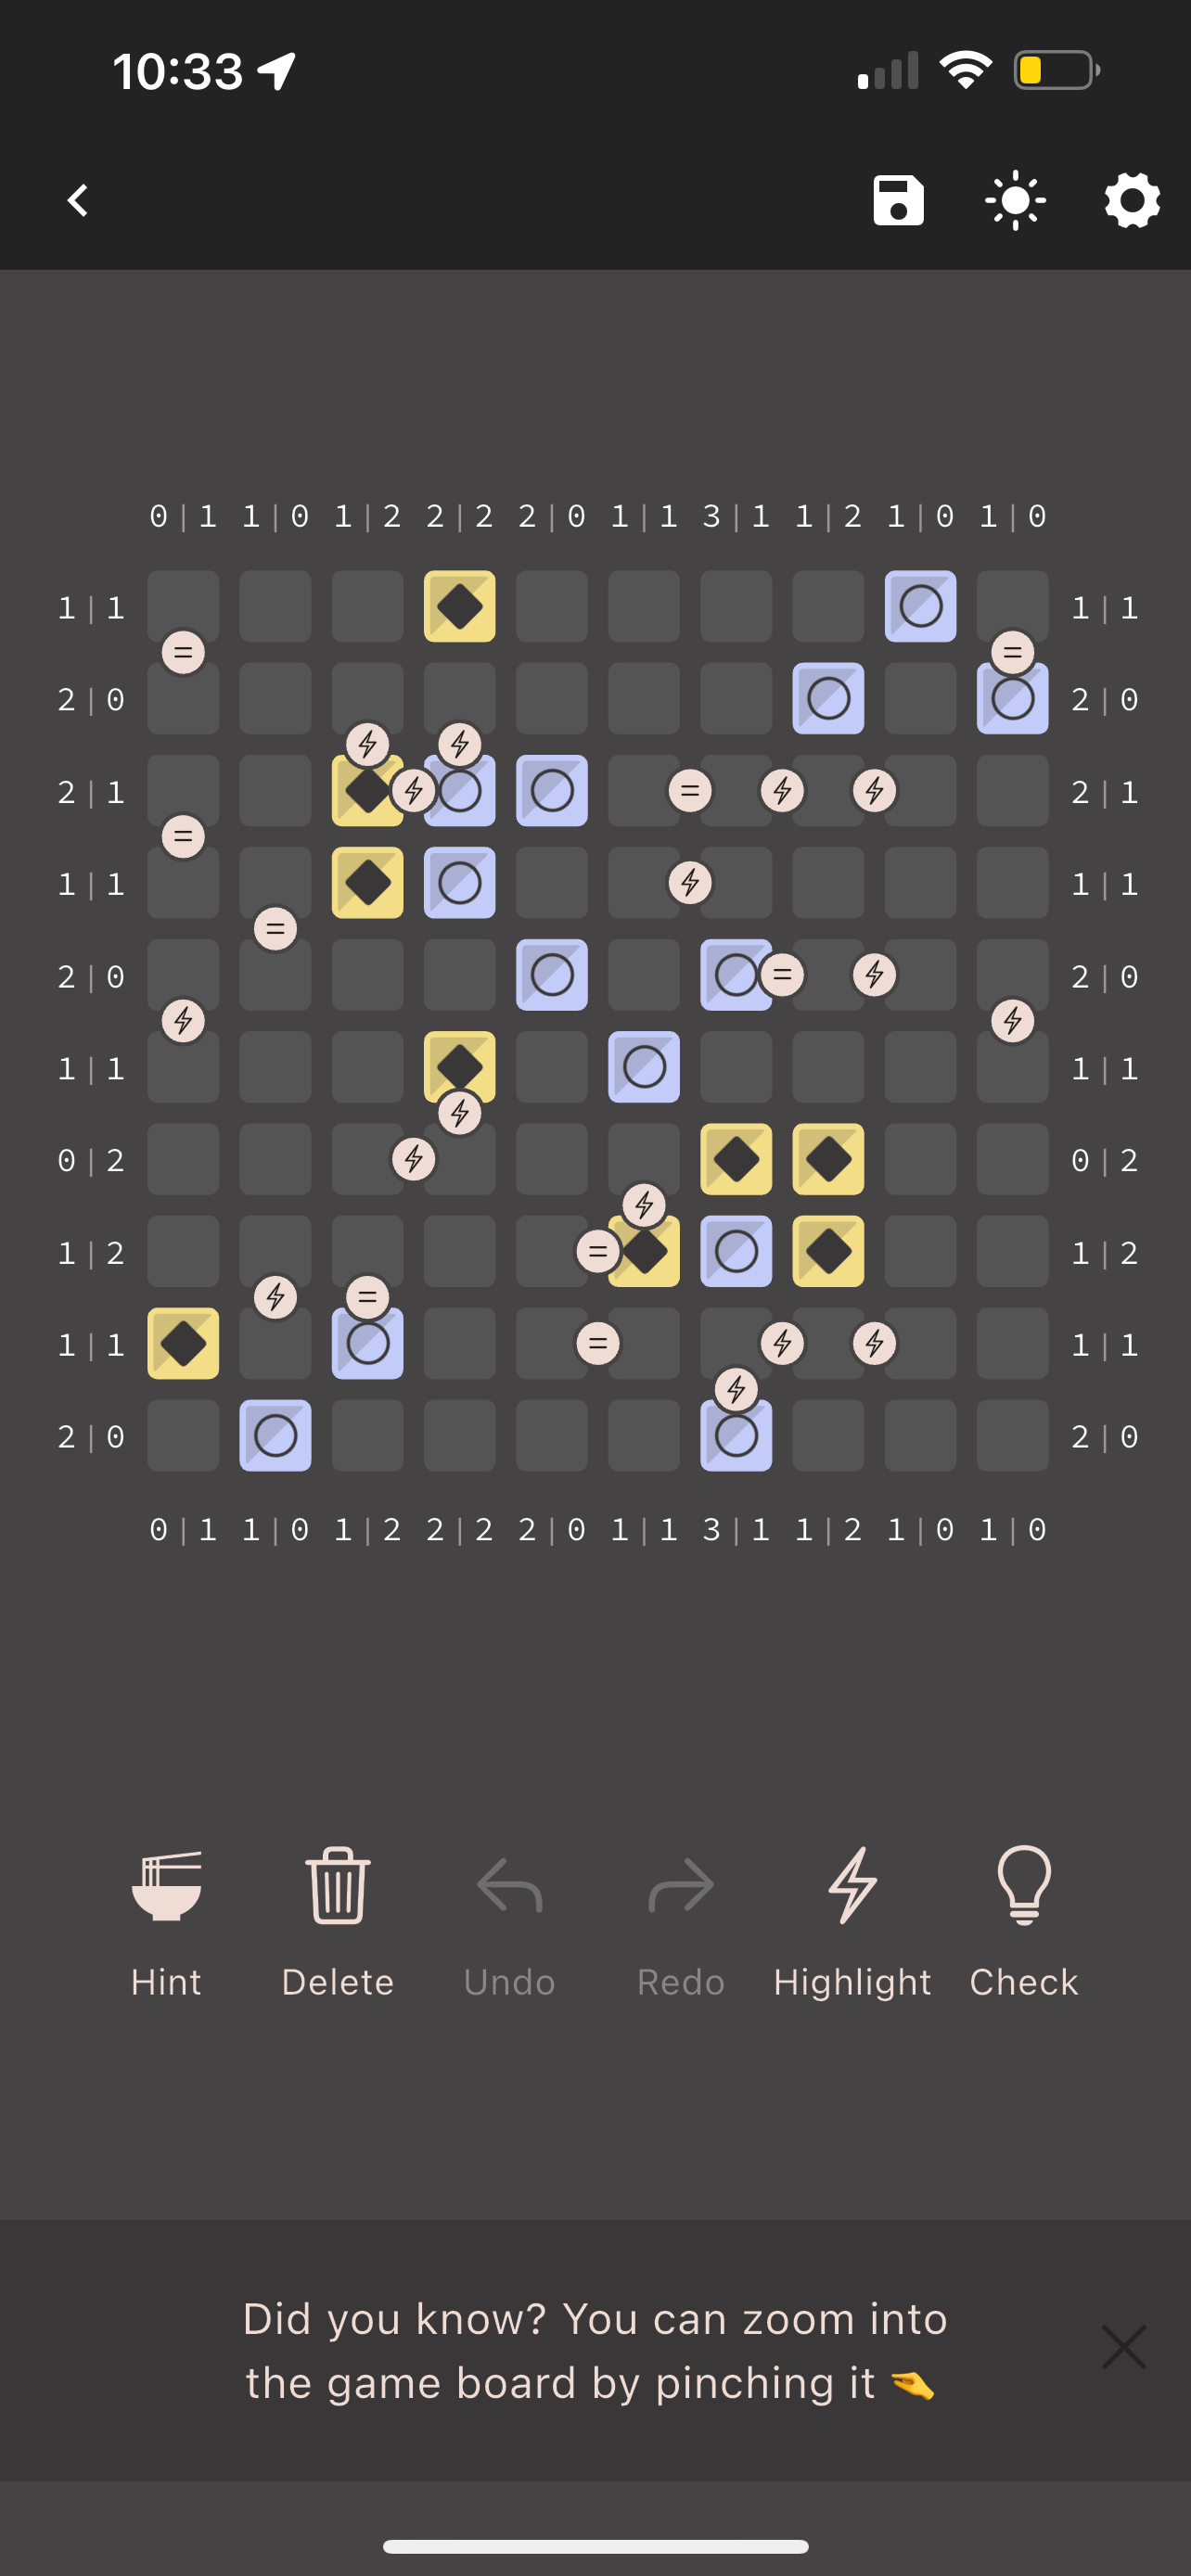 10:33
0|1 1|0 1|2 2|2 2|0 1|1 3|1 1|2 1|0 1|0
1|1 1|1
=
=
2|0 2|0
2|1 = 2|1
=
1|1 1|1
=
2|0 = 2|0
1|1 1|1
0|2 0|2
1|2 = 1|2
=
1|1 = 1|1
2|0 2|0
0|1 1|0 1|2 2|2 2|0 1|1 3|1 1|2 1|0 1|0
Hint Delete Undo Redo Highlight Check
Did you know? You can zoom into
the game board by pinching it